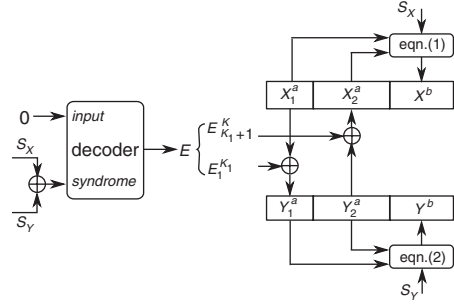 S_X
eqn.(1)
X_1^a X_2^a X^b
0 input
S_X
decoder
E { E_{K_1+1}^K
E_1^{K_1}
syndrome
S_Y
Y_1^a Y_2^a Y^b
eqn.(2)
S_Y